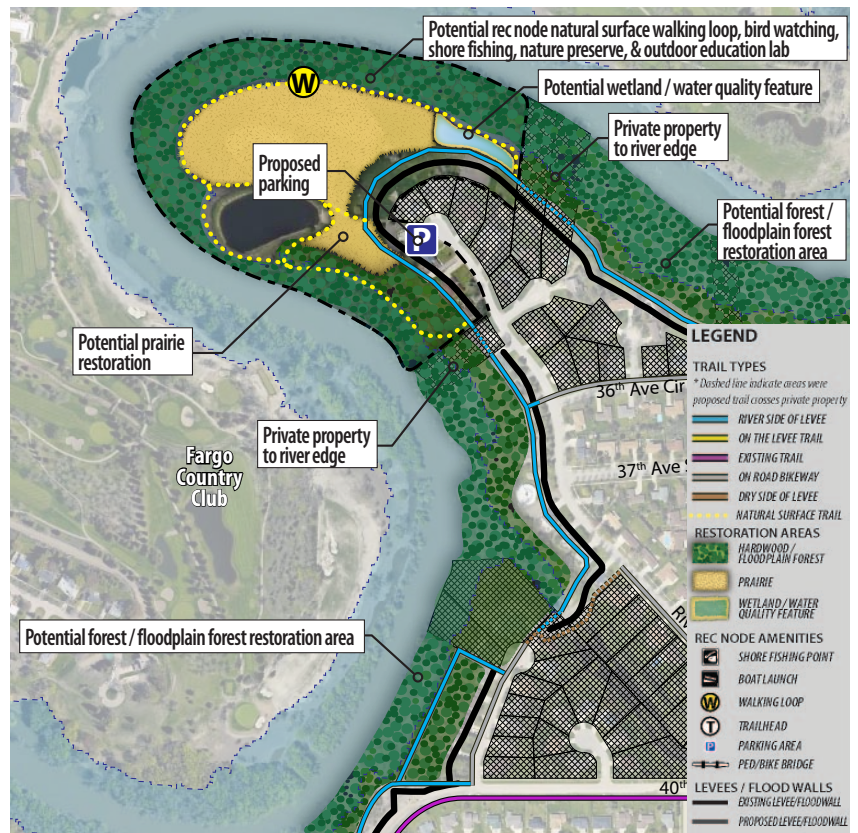 Potential rec node natural surface walking loop, bird watching,
shore fishing, nature preserve, & outdoor education lab
W
Potential wetland / water quality feature
Private property
to river edge
Proposed
parking
P
Potential forest /
floodplain forest
restoration area
Potential prairie
restoration
36th Ave Cir
Private property
to river edge
37th Ave S
Fargo
Country
Club
Potential forest / floodplain forest restoration area
Riv
40th
LEGEND
TRAIL TYPES
* Dashed line indicate areas were
proposed trail crosses private property
RIVER SIDE OF LEVEE
ON THE LEVEE TRAIL
EXISTING TRAIL
ON ROAD BIKEWAY
DRY SIDE OF LEVEE
NATURAL SURFACE TRAIL
RESTORATION AREAS
HARDWOOD /
FLOODPLAIN FOREST
PRAIRIE
WETLAND / WATER
QUALITY FEATURE
REC NODE AMENITIES
SHORE FISHING POINT
BOAT LAUNCH
W WALKING LOOP
T TRAILHEAD
P PARKING AREA
PED/BIKE BRIDGE
LEVEES / FLOOD WALLS
EXISTING LEVEE/FLOODWALL
PROPOSED LEVEE/FLOODWALL